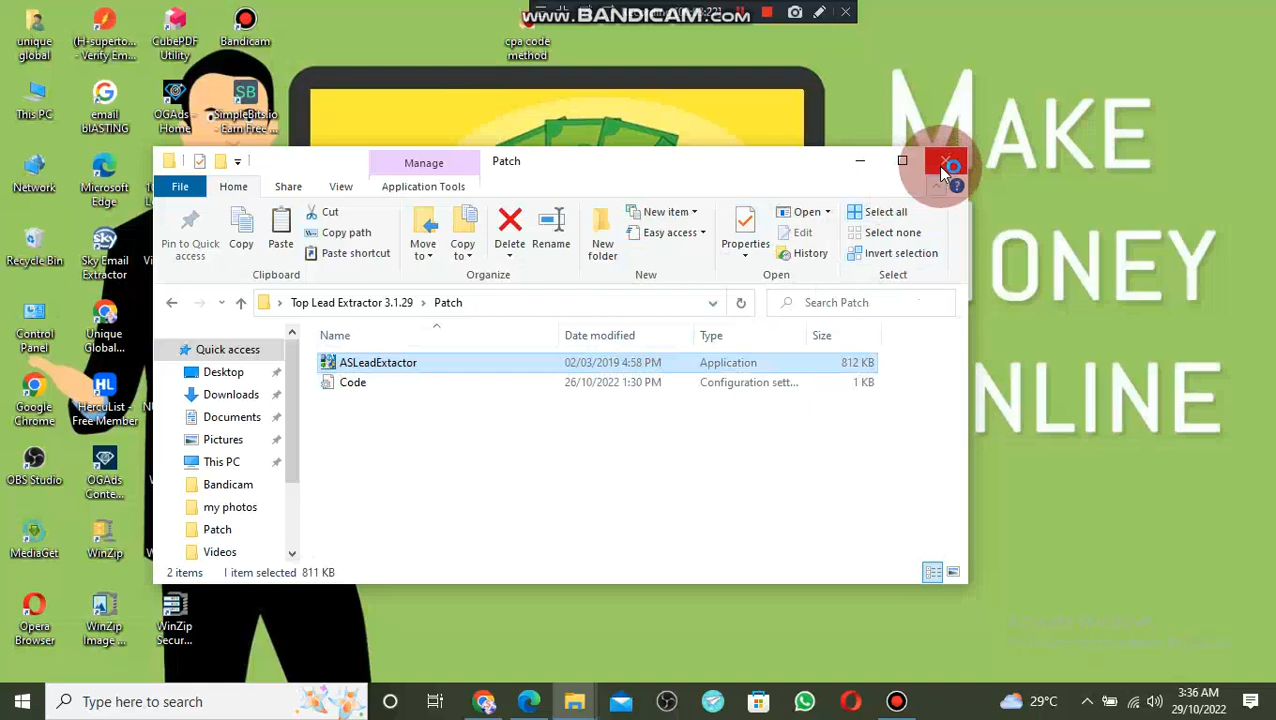 www.BANDICAM.com
unique global
(H-superto... - Verify Em...
CubePDF Utility
Bandicam
cpa code method
This PC
email blASTING
OGAds - Home
SimpleBits.io - Earn Free ...
MAKE
MONEY
ONLINE
Network
Microsoft Edge
Recycle Bin
Sky Email Extractor
Control Panel
Unique Global...
Google Chrome
HercuList - Free Member
OBS Studio
OGAds Conte...
MediaGet
WinZip
Opera Browser
WinZip Image ...
WinZip Secur...
Manage
Patch
File
Home
Share
View
Application Tools
Pin to Quick access
Copy
Paste
Cut
Copy path
Paste shortcut
Move to
Copy to
Delete
Rename
New folder
New item
Easy access
Properties
Open
Edit
History
Select all
Select none
Invert selection
Clipboard
Organize
New
Open
Select
Top Lead Extractor 3.1.29 > Patch
Search Patch
Name
Date modified
Type
Size
Quick access
Desktop
Downloads
Documents
Pictures
This PC
Bandicam
my photos
Patch
Videos
ASLeadExtactor 02/03/2019 4:58 PM Application 812 KB
Code 26/10/2022 1:30 PM Configuration sett... 1 KB
2 items 1 item selected 811 KB
Type here to search
29°C
3:36 AM
29/10/2022